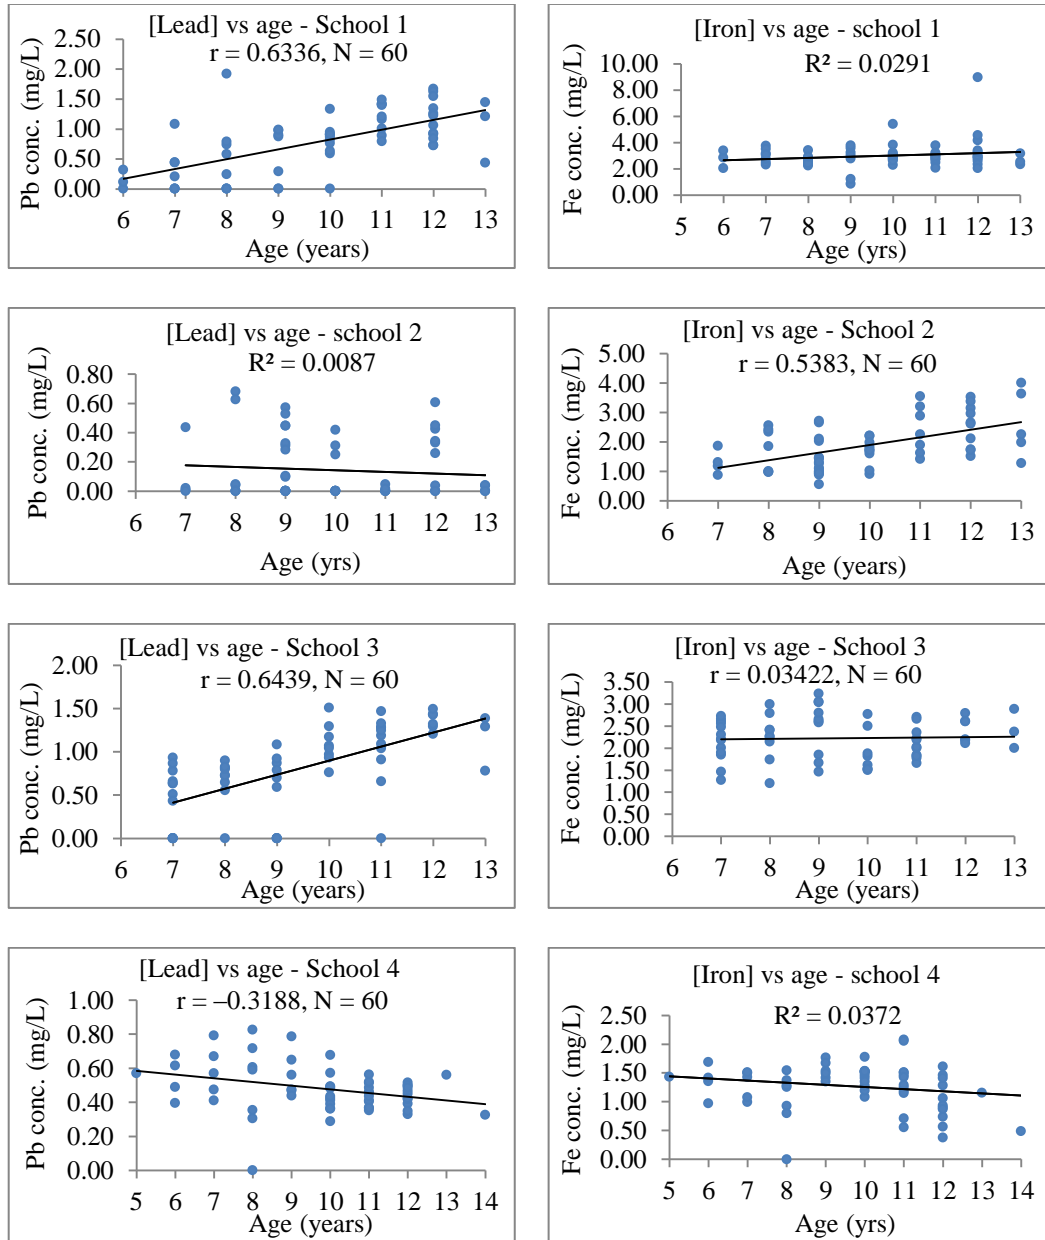 [Lead] vs age - School 1
r = 0.6336, N = 60
Pb conc. (mg/L)
2.50
2.00
1.50
1.00
0.50
0.00
6 7 8 9 10 11 12 13
Age (years)
[Iron] vs age - school 1
R² = 0.0291
Fe conc. (mg/L)
10.00
8.00
6.00
4.00
2.00
0.00
5 6 7 8 9 10 11 12 13
Age (yrs)
[Lead] vs age - school 2
R² = 0.0087
Pb conc. (mg/L)
0.80
0.60
0.40
0.20
0.00
6 7 8 9 10 11 12 13
Age (yrs)
[Iron] vs age - School 2
r = 0.5383, N = 60
Fe conc. (mg/L)
5.00
4.00
3.00
2.00
1.00
0.00
6 7 8 9 10 11 12 13
Age (years)
[Lead] vs age - School 3
r = 0.6439, N = 60
Pb conc. (mg/L)
2.00
1.50
1.00
0.50
0.00
6 7 8 9 10 11 12 13
Age (years)
[Iron] vs age - School 3
r = 0.03422, N = 60
Fe conc. (mg/L)
3.50
3.00
2.50
2.00
1.50
1.00
0.50
0.00
6 7 8 9 10 11 12 13
Age (years)
[Lead] vs age - School 4
r = –0.3188, N = 60
Pb conc. (mg/L)
1.00
0.80
0.60
0.40
0.20
0.00
5 6 7 8 9 10 11 12 13 14
Age (years)
[Iron] vs age - school 4
R² = 0.0372
Fe conc. (mg/L)
2.50
2.00
1.50
1.00
0.50
0.00
5 6 7 8 9 10 11 12 13 14
Age (yrs)